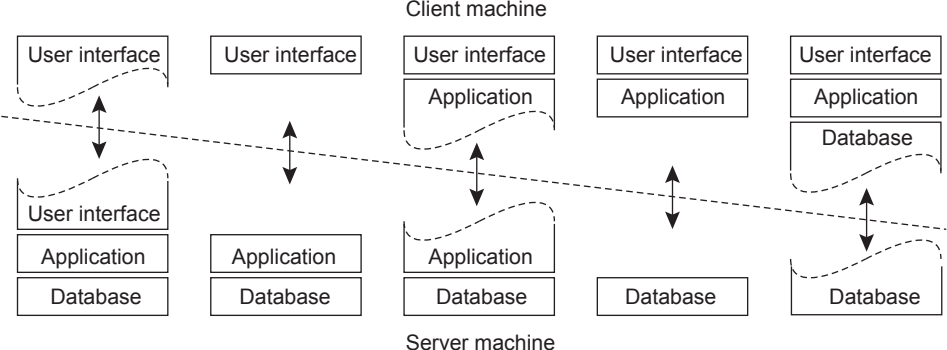 Client machine
User interface User interface User interface User interface User interface
Application Application Application
Database
User interface
Application Application Application
Database Database Database Database Database
Server machine